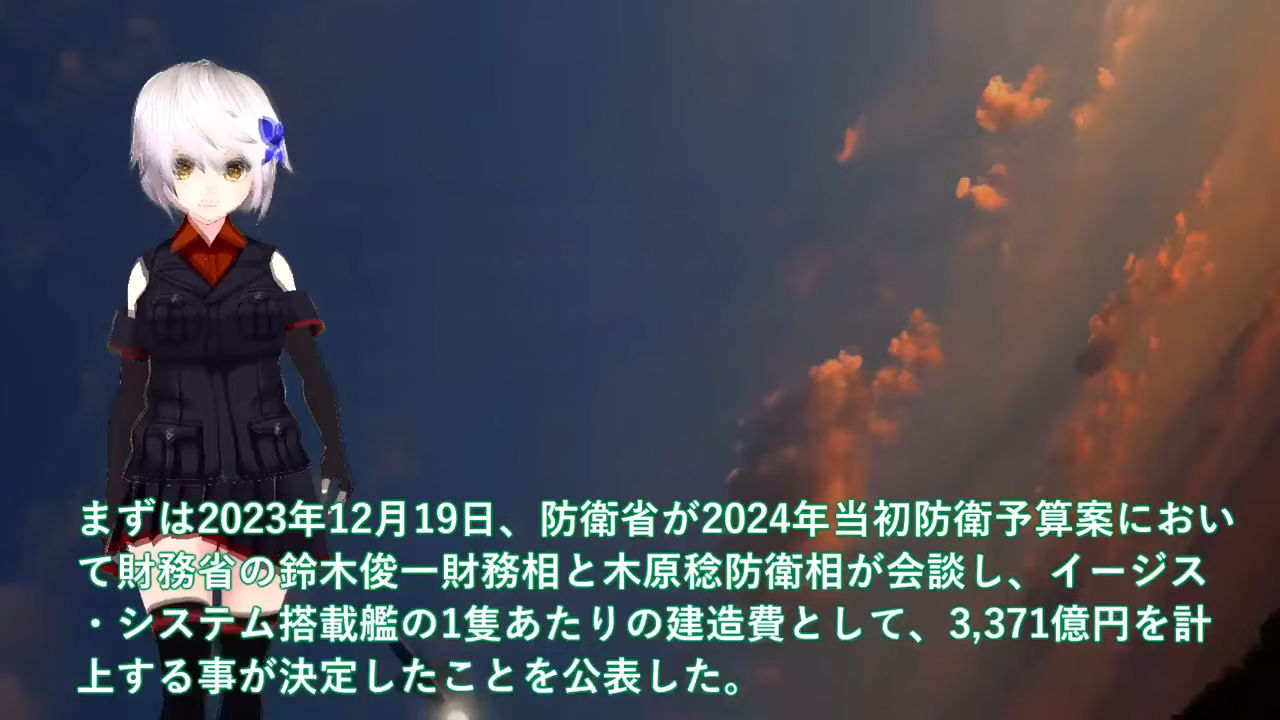 まずは2023年12月19日、防衛省が2024年当初防衛予算案におい
て財務省の鈴木俊一財務相と木原稔防衛相が会談し、イージス
・システム搭載艦の1隻あたりの建造費として、3,371億円を計
上する事が決定したことを公表した。